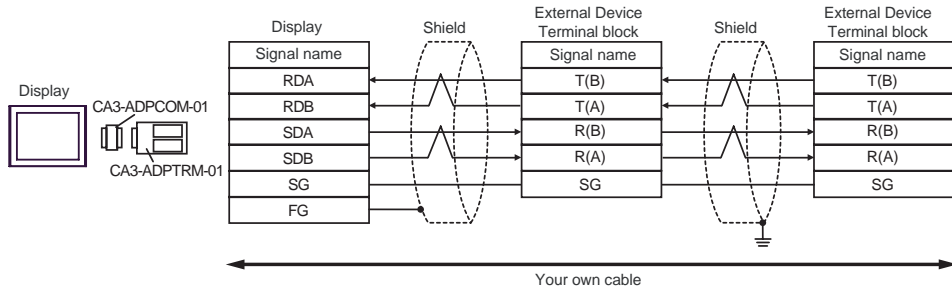 External Device
External Device
Display
Shield
Terminal block
Shield
Terminal block
Signal name
Signal name
Signal name
RDA
T(B)
T(B)
Display
CA3-ADPCOM-01
RDB
T(A)
T(A)
SDA
R(B)
R(B)
CA3-ADPTRM-01
SDB
R(A)
R(A)
SG
SG
SG
FG
Your own cable